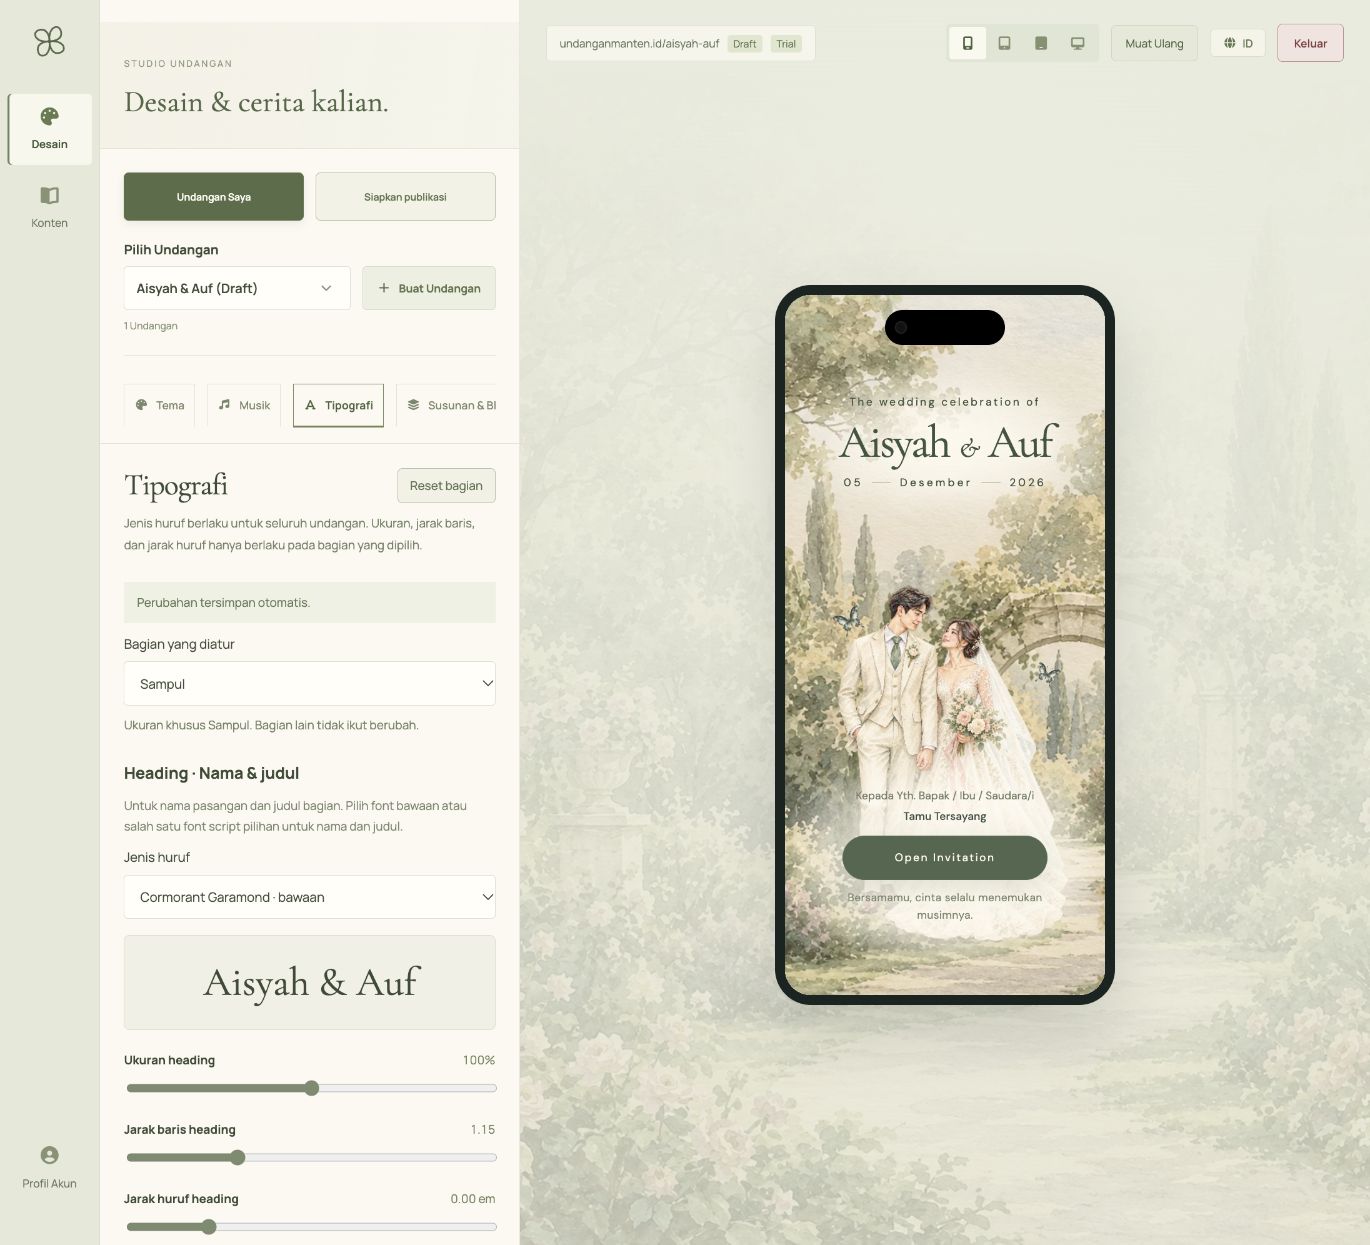 Desain
Konten
Profil Akun
STUDIO UNDANGAN
Desain & cerita kalian.
Undangan Saya
Siapkan publikasi
Pilih Undangan
Aisyah & Auf (Draft)
Buat Undangan
1 Undangan
Tema
Musik
A Tipografi
Susunan & Bl
Tipografi
Reset bagian
Jenis huruf berlaku untuk seluruh undangan. Ukuran, jarak baris,
dan jarak huruf hanya berlaku pada bagian yang dipilih.
Perubahan tersimpan otomatis.
Bagian yang diatur
Sampul
Ukuran khusus Sampul. Bagian lain tidak ikut berubah.
Heading · Nama & judul
Untuk nama pasangan dan judul bagian. Pilih font bawaan atau
salah satu font script pilihan untuk nama dan judul.
Jenis huruf
Cormorant Garamond · bawaan
Aisyah & Auf
Ukuran heading 100%
Jarak baris heading 1.15
Jarak huruf heading 0.00 em
undanganmanten.id/aisyah-auf Draft Trial
Muat Ulang
ID
Keluar
The wedding celebration of
Aisyah & Auf
05 — Desember — 2026
Kepada Yth. Bapak / Ibu / Saudara/i
Tamu Tersayang
Open Invitation
Bersamamu, cinta selalu menemukan
musimnya.